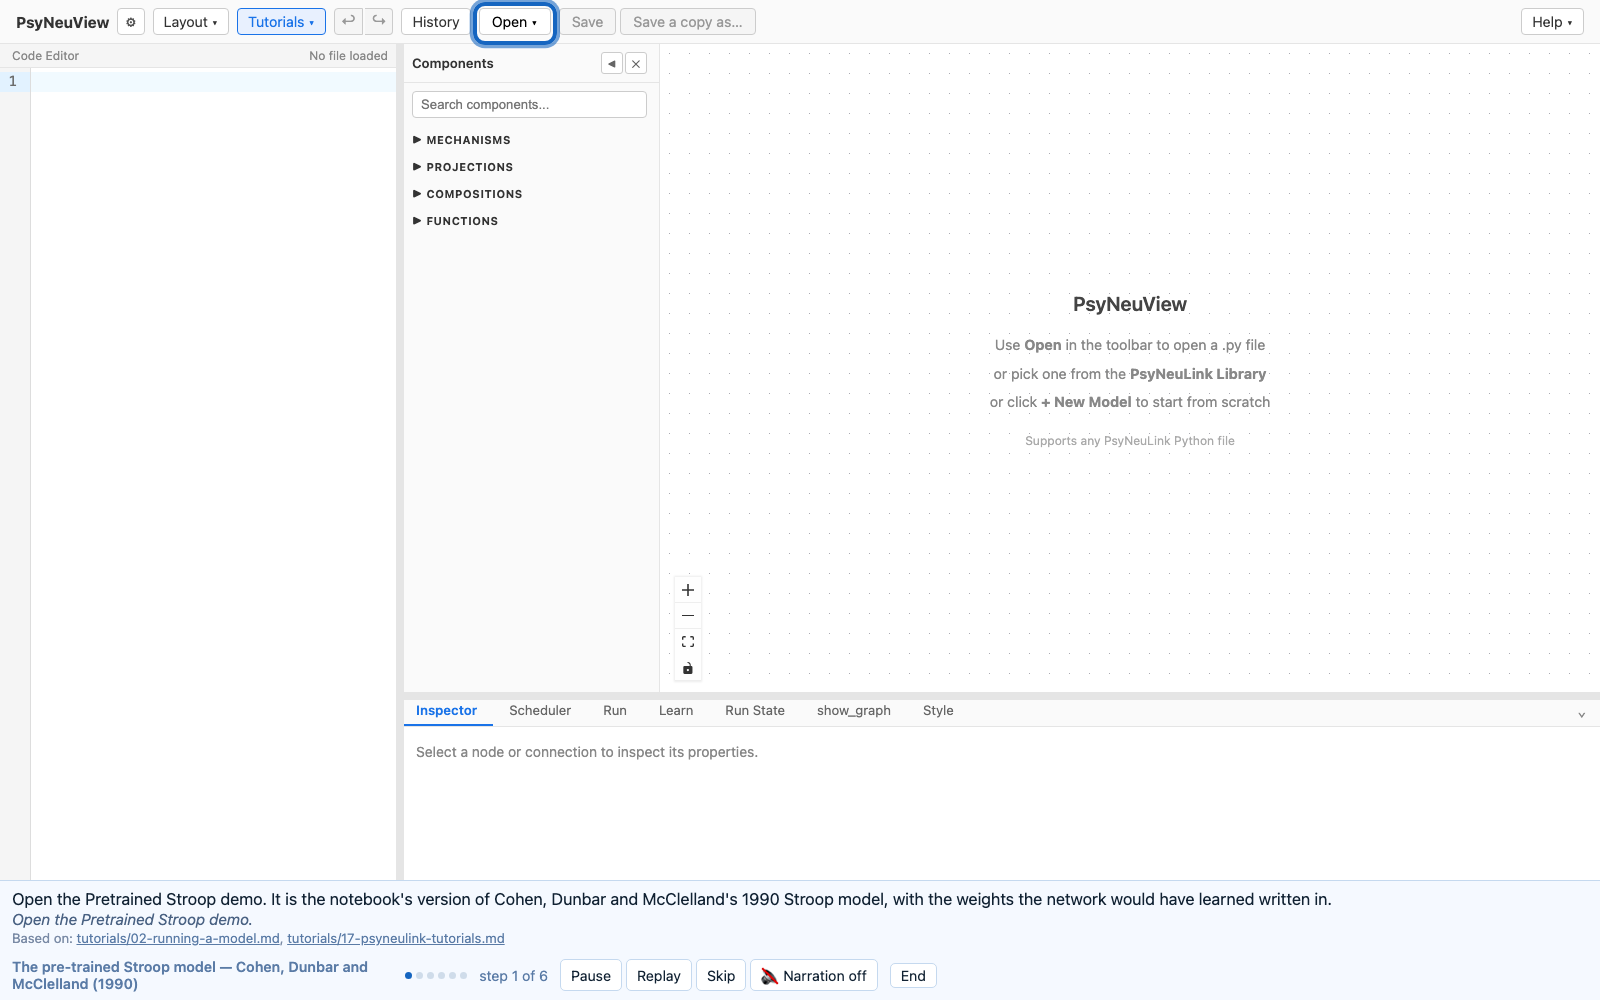 PsyNeuView
Layout ▾
Tutorials ▾
History
Open ▾
Save
Save a copy as...
Help ▾
Code Editor
No file loaded
1
Components
Search components...
MECHANISMS
PROJECTIONS
COMPOSITIONS
FUNCTIONS
PsyNeuView
Use Open in the toolbar to open a .py file
or pick one from the PsyNeuLink Library
or click + New Model to start from scratch
Supports any PsyNeuLink Python file
Inspector
Scheduler
Run
Learn
Run State
show_graph
Style
Select a node or connection to inspect its properties.
Open the Pretrained Stroop demo. It is the notebook's version of Cohen, Dunbar and McClelland's 1990 Stroop model, with the weights the network would have learned written in.
Open the Pretrained Stroop demo.
Based on: tutorials/02-running-a-model.md, tutorials/17-psyneulink-tutorials.md
The pre-trained Stroop model — Cohen, Dunbar and
McClelland (1990)
step 1 of 6
Pause
Replay
Skip
Narration off
End